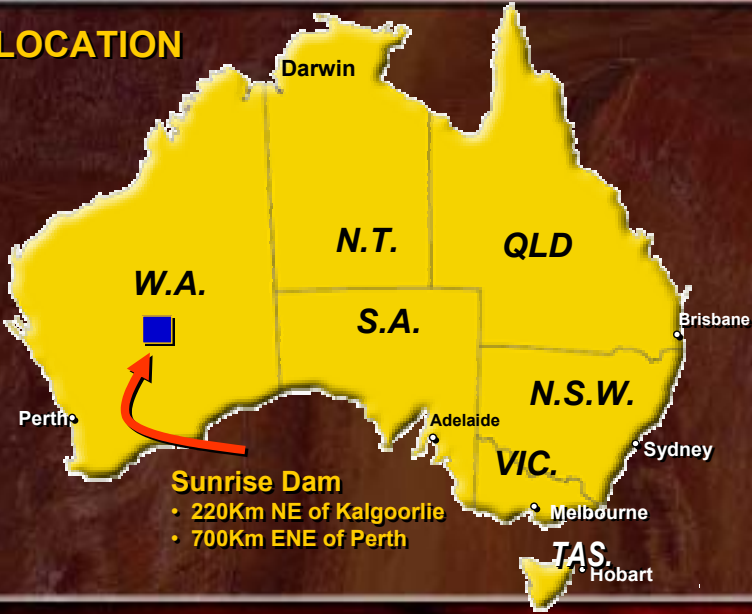 LOCATION
Darwin
N.T.
QLD
W.A.
S.A.
Brisbane
N.S.W.
Perth
Adelaide
Sydney
VIC.
Sunrise Dam
• 220Km NE of Kalgoorlie
Melbourne
• 700Km ENE of Perth
TAS.
Hobart